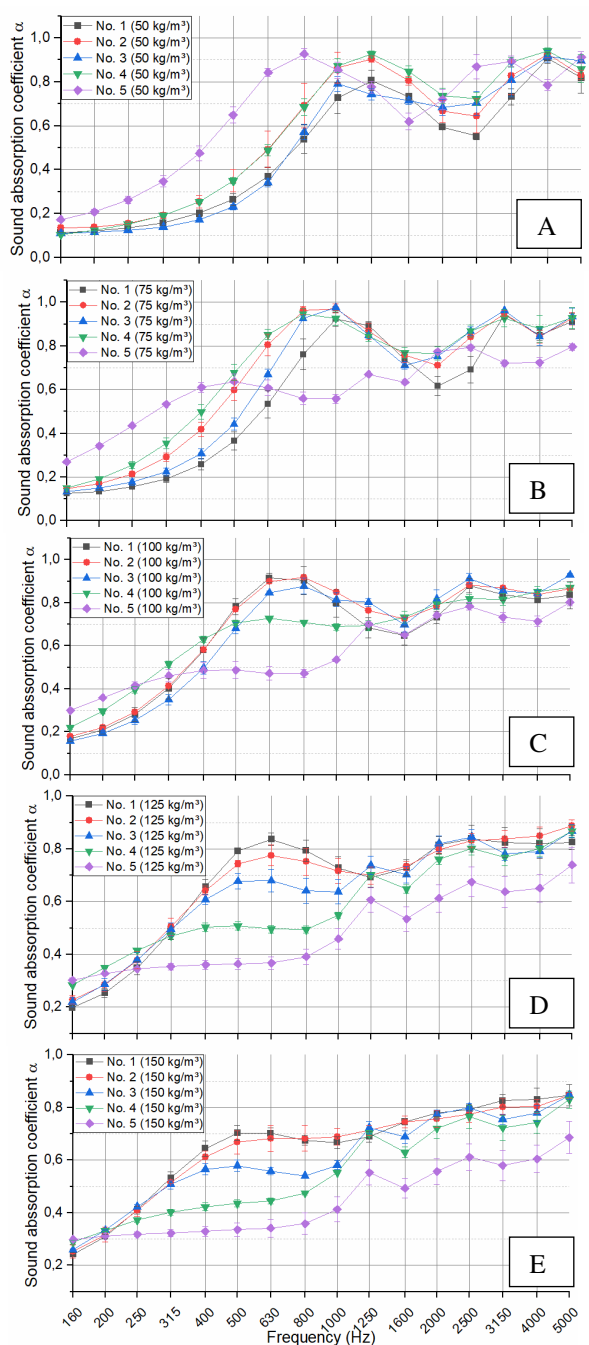 Sound abssorption coefficient α
1,0
0,8
0,6
0,4
0,2
0,0
No. 1 (50 kg/m³)
No. 2 (50 kg/m³)
No. 3 (50 kg/m³)
No. 4 (50 kg/m³)
No. 5 (50 kg/m³)
A
Sound abssorption coefficient α
1,0
0,8
0,6
0,4
0,2
0,0
No. 1 (75 kg/m³)
No. 2 (75 kg/m³)
No. 3 (75 kg/m³)
No. 4 (75 kg/m³)
No. 5 (75 kg/m³)
B
Sound abssorption coefficient α
1,0
0,8
0,6
0,4
0,2
0,0
No. 1 (100 kg/m³)
No. 2 (100 kg/m³)
No. 3 (100 kg/m³)
No. 4 (100 kg/m³)
No. 5 (100 kg/m³)
C
Sound abssorption coefficient α
1,0
0,8
0,6
0,4
0,2
No. 1 (125 kg/m³)
No. 2 (125 kg/m³)
No. 3 (125 kg/m³)
No. 4 (125 kg/m³)
No. 5 (125 kg/m³)
D
Sound abssorption coefficient α
1,0
0,8
0,6
0,4
0,2
No. 1 (150 kg/m³)
No. 2 (150 kg/m³)
No. 3 (150 kg/m³)
No. 4 (150 kg/m³)
No. 5 (150 kg/m³)
E
160 200 250 315 400 500 630 800 1000 1250 1600 2000 2500 3150 4000 5000
Frequency (Hz)